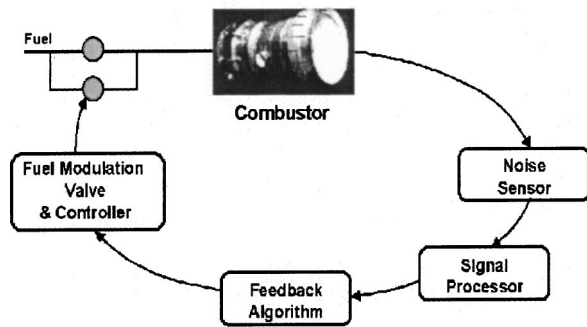 Fuel
Combustor
Fuel Modulation
Valve
& Controller
Noise
Sensor
Signal
Processor
Feedback
Algorithm